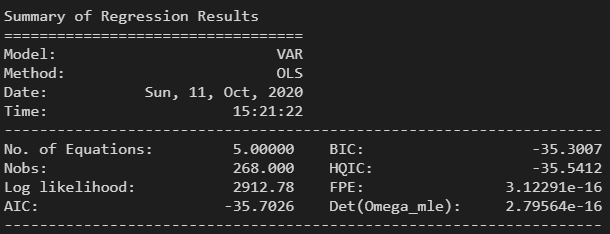 Summary of Regression Results
==================================
Model:                         VAR
Method:                        OLS
Date:           Sun, 11, Oct, 2020
Time:                     15:21:22
--------------------------------------------------------------------
No. of Equations:         5.00000    BIC:                   -35.3007
Nobs:                     268.000    HQIC:                  -35.5412
Log likelihood:           2912.78    FPE:                3.12291e-16
AIC:                     -35.7026    Det(Omega_mle):     2.79564e-16
--------------------------------------------------------------------